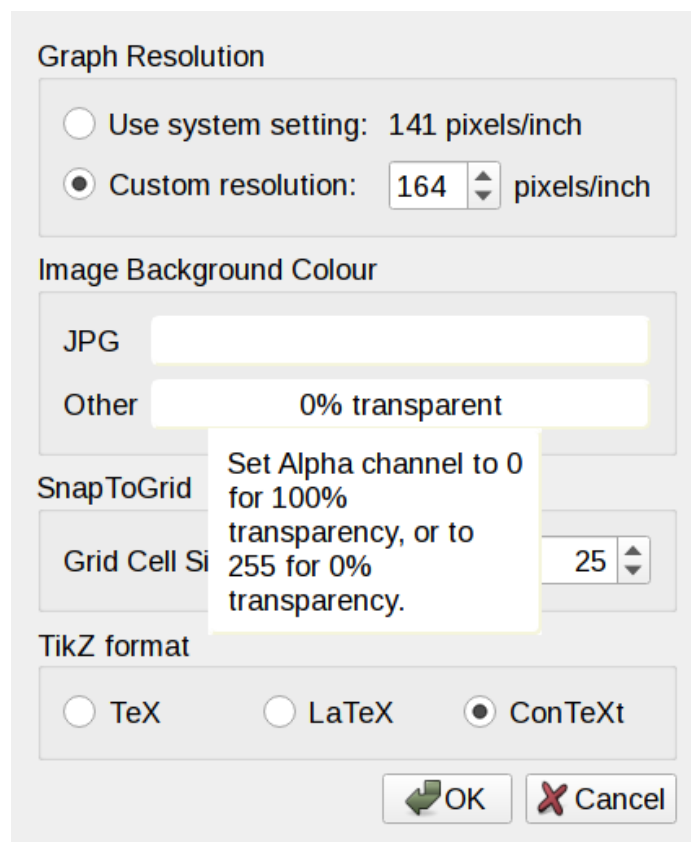 Graph Resolution
Use system setting: 141 pixels/inch
Custom resolution: 164 pixels/inch
Image Background Colour
JPG
Other 0% transparent
Set Alpha channel to 0
for 100%
transparency, or to
255 for 0%
transparency.
SnapToGrid
Grid Cell Si 25
TikZ format
TeX LaTeX ConTeXt
OK Cancel